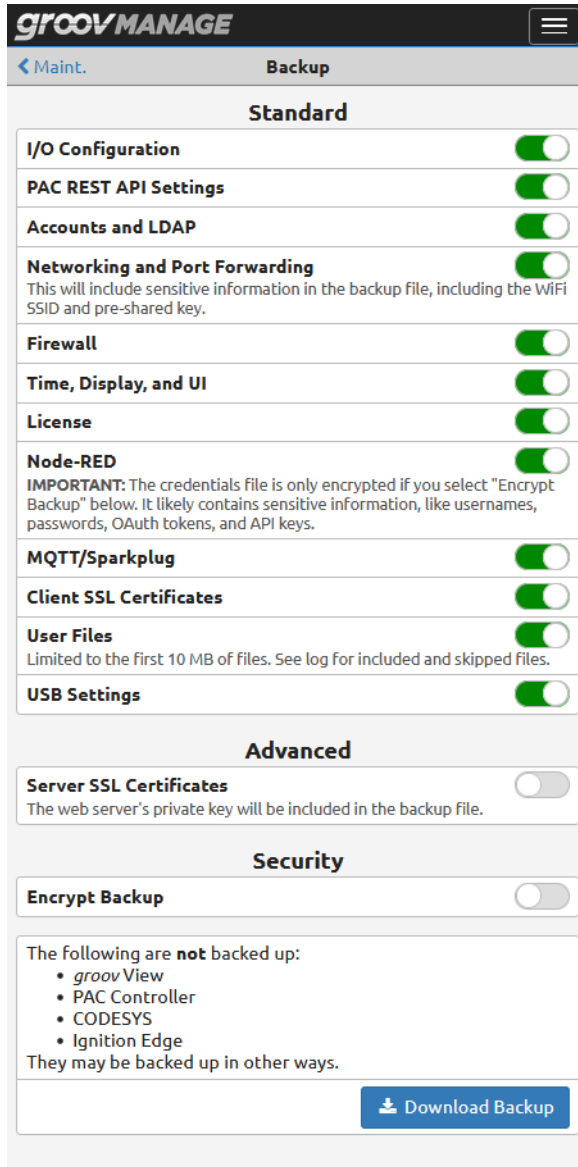 groov MANAGE
Maint.
Backup
Standard
I/O Configuration
PAC REST API Settings
Accounts and LDAP
Networking and Port Forwarding
This will include sensitive information in the backup file, including the WiFi
SSID and pre-shared key.
Firewall
Time, Display, and UI
License
Node-RED
IMPORTANT: The credentials file is only encrypted if you select "Encrypt
Backup" below. It likely contains sensitive information, like usernames,
passwords, OAuth tokens, and API keys.
MQTT/Sparkplug
Client SSL Certificates
User Files
Limited to the first 10 MB of files. See log for included and skipped files.
USB Settings
Advanced
Server SSL Certificates
The web server's private key will be included in the backup file.
Security
Encrypt Backup
The following are not backed up:
• groov View
• PAC Controller
• CODESYS
• Ignition Edge
They may be backed up in other ways.
Download Backup